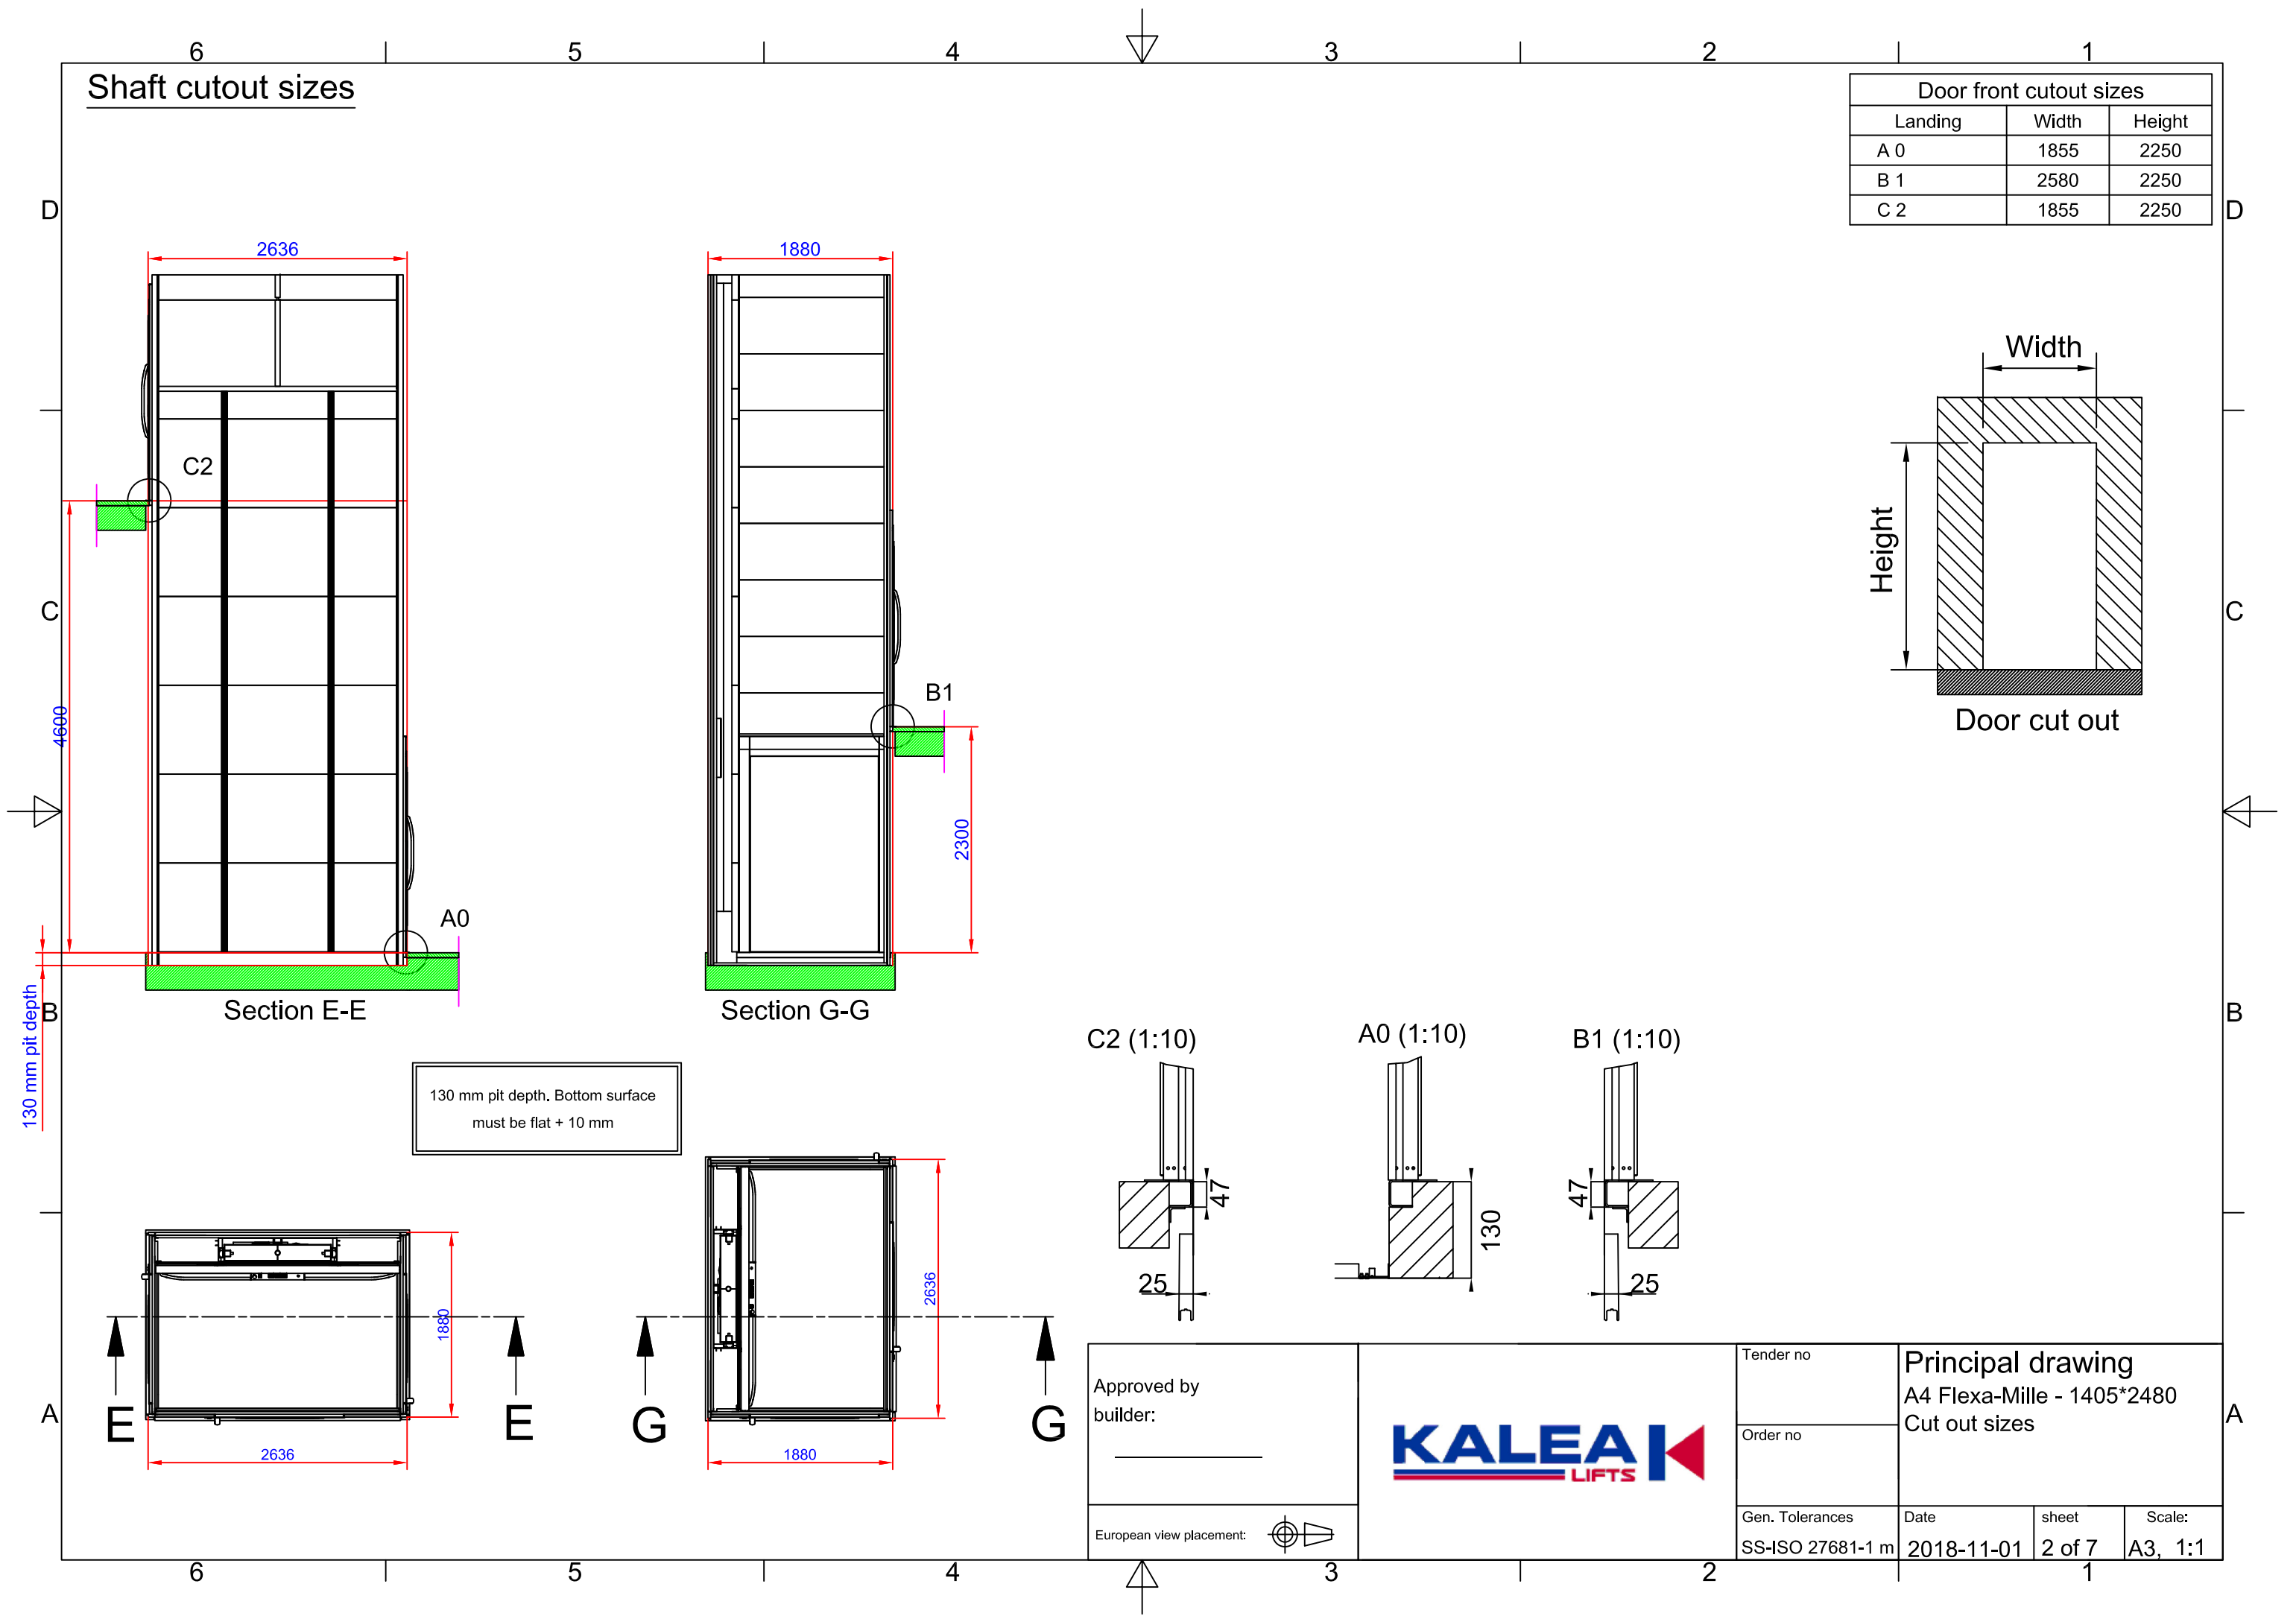 6 5 4 3 2 1
Shaft cutout sizes
Door front cutout sizes
Landing Width Height
A 0 1855 2250
B 1 2580 2250
C 2 1855 2250
D
D
2636
1880
Width
C2
Height
C
C
B1
4600
Door cut out
2300
A0
B
B
130 mm pit depth
Section E-E
Section G-G
C2 (1:10)
A0 (1:10)
B1 (1:10)
130 mm pit depth. Bottom surface
must be flat + 10 mm
47
130
47
25
25
1880
2636
E
E
G
G
2636
1880
A
A
Approved by
builder:
European view placement:
KALEA
LIFTS
Tender no
Order no
Gen. Tolerances
SS-ISO 27681-1 m
Principal drawing
A4 Flexa-Mille - 1405*2480
Cut out sizes
Date
2018-11-01
sheet
2 of 7
Scale:
A3, 1:1
6 5 4 3 2 1